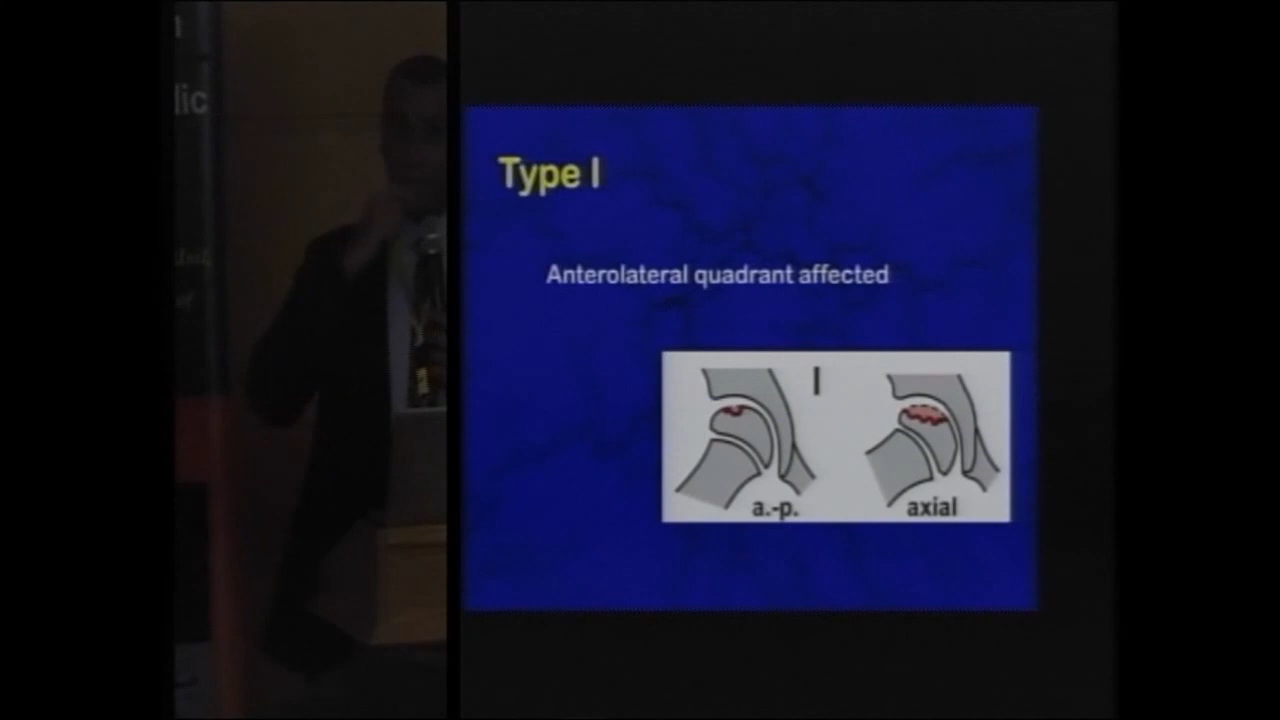 lic
Type I
Anterolateral quadrant affected
I
a.-p.
axial